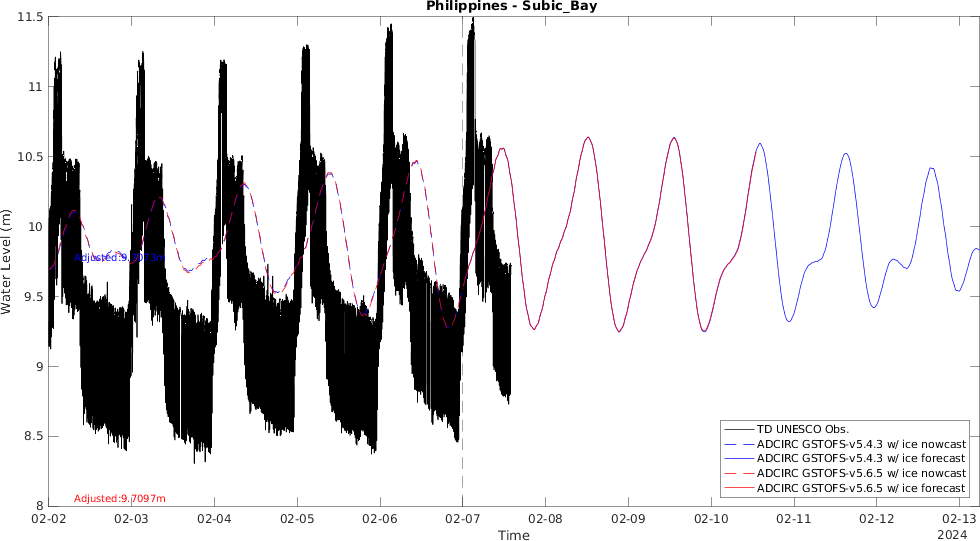 Philippines - Subic_Bay
11.5
11
10.5
10
9.5
9
8.5
8
Water Level (m)
Adjusted:9.7097m
02-02
02-03
02-04
02-05
02-06
02-07
02-08
02-09
02-10
02-11
02-12
02-13
2024
Time
TD UNESCO Obs.
ADCIRC GSTOFS-v5.4.3 w/ ice nowcast
ADCIRC GSTOFS-v5.4.3 w/ ice forecast
ADCIRC GSTOFS-v5.6.5 w/ ice nowcast
ADCIRC GSTOFS-v5.6.5 w/ ice forecast